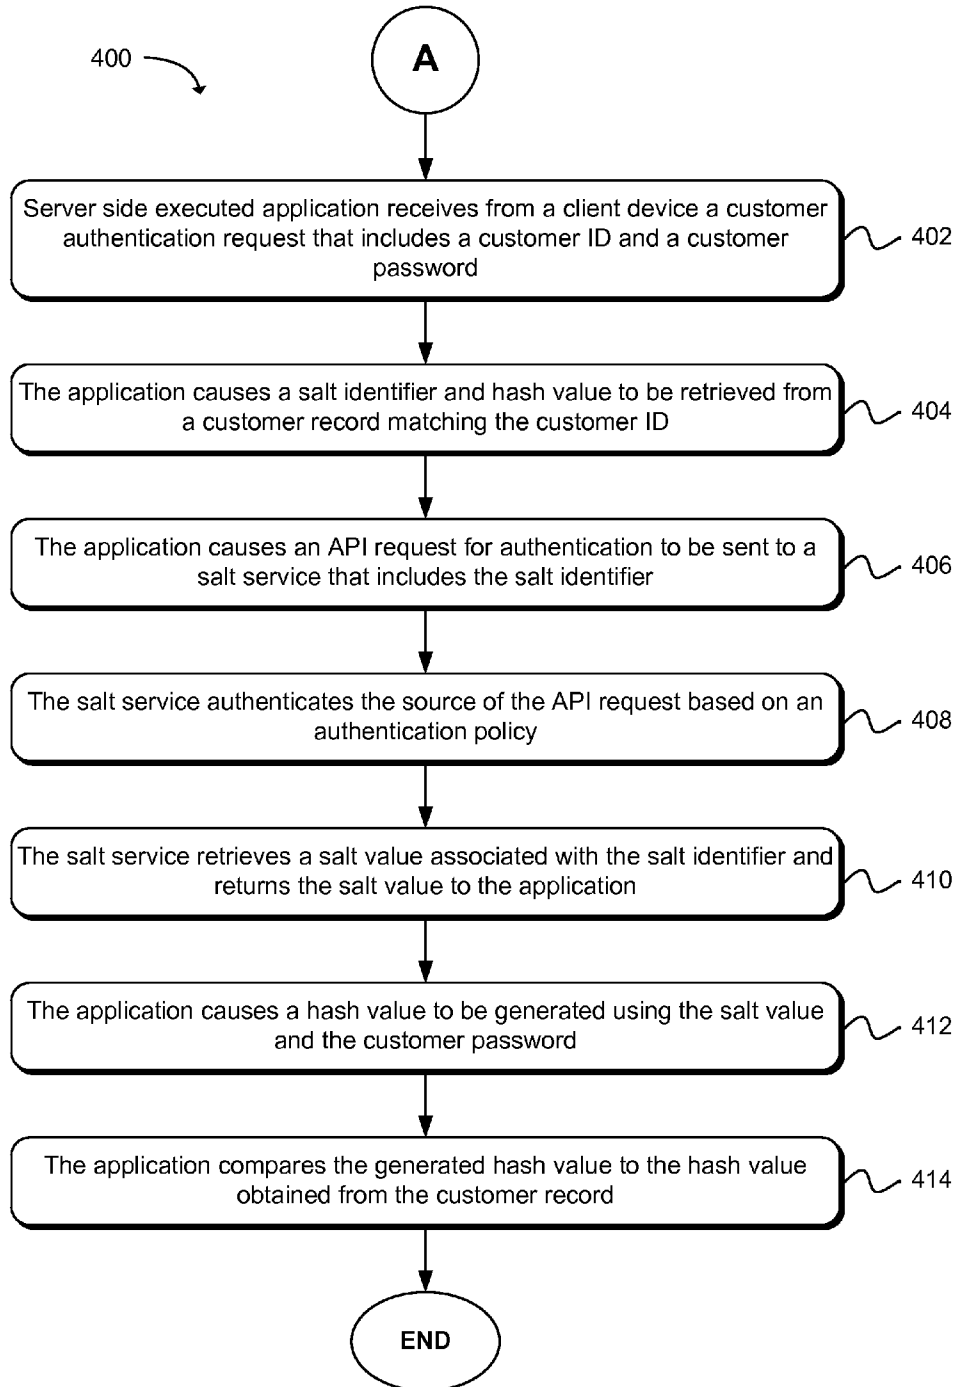 400
A
Server side executed application receives from a client device a customer
authentication request that includes a customer ID and a customer
password
402
The application causes a salt identifier and hash value to be retrieved from
a customer record matching the customer ID
404
The application causes an API request for authentication to be sent to a
salt service that includes the salt identifier
406
The salt service authenticates the source of the API request based on an
authentication policy
408
The salt service retrieves a salt value associated with the salt identifier and
returns the salt value to the application
410
The application causes a hash value to be generated using the salt value
and the customer password
412
The application compares the generated hash value to the hash value
obtained from the customer record
414
END